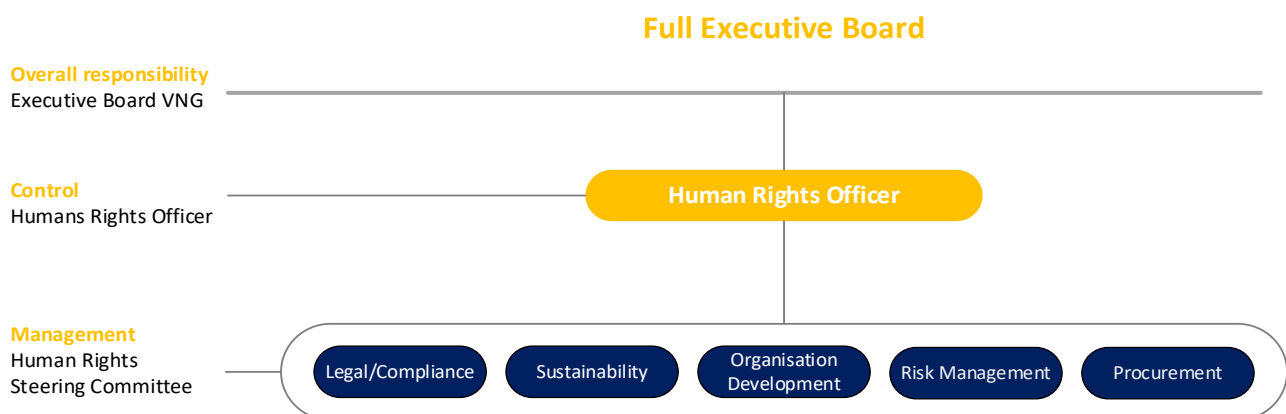 Full Executive Board
Overall responsibility
Executive Board VNG
Control
Humans Rights Officer
Human Rights Officer
Management
Human Rights
Steering Committee
Legal/Compliance
Sustainability
Organisation
Development
Risk Management
Procurement